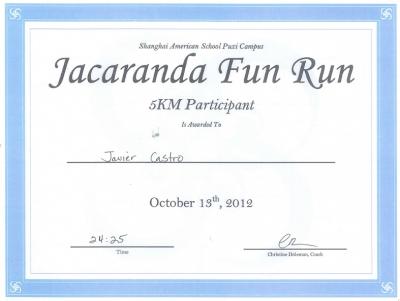 Shanghai American School Puxi Campus
Jacaranda Fun Run
5KM Participant
Is Awarded To
Javier Castro
October 13th, 2012
24:25
Time
Christine Doleman, Coach